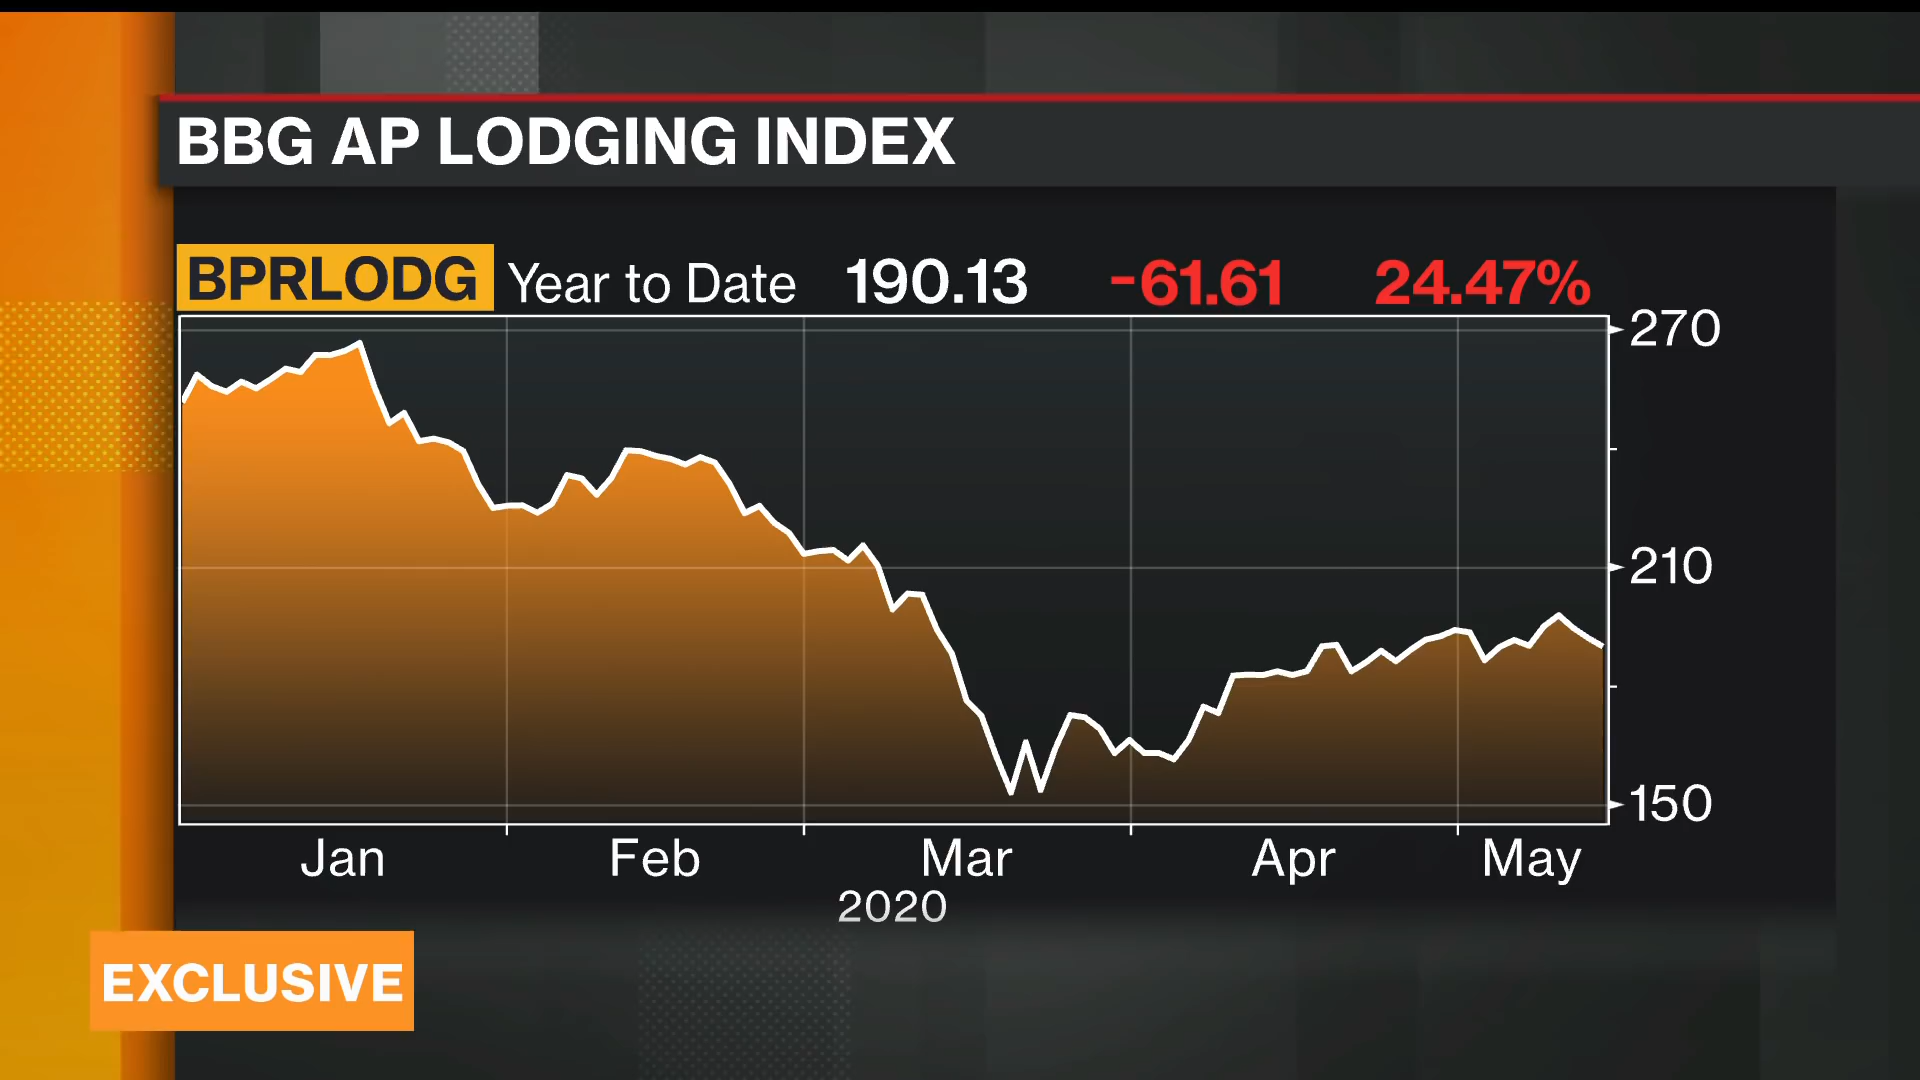 BBG AP LODGING INDEX
BPRLODG Year to Date 190.13 -61.61 24.47%
270
210
150
Jan Feb Mar Apr May
2020
EXCLUSIVE